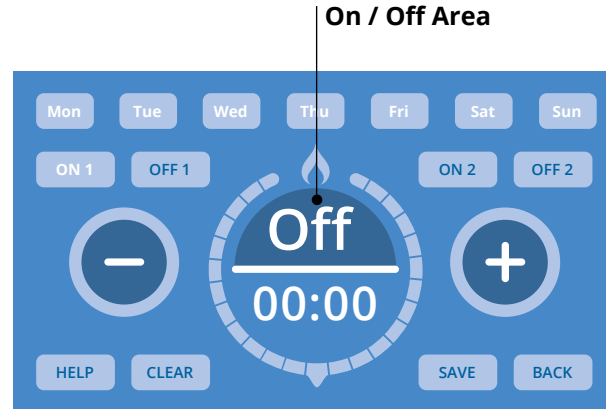 On / Off Area
Mon Tue Wed Thu Fri Sat Sun
ON 1 OFF 1 ON 2 OFF 2
Off
00:00
HELP CLEAR SAVE BACK